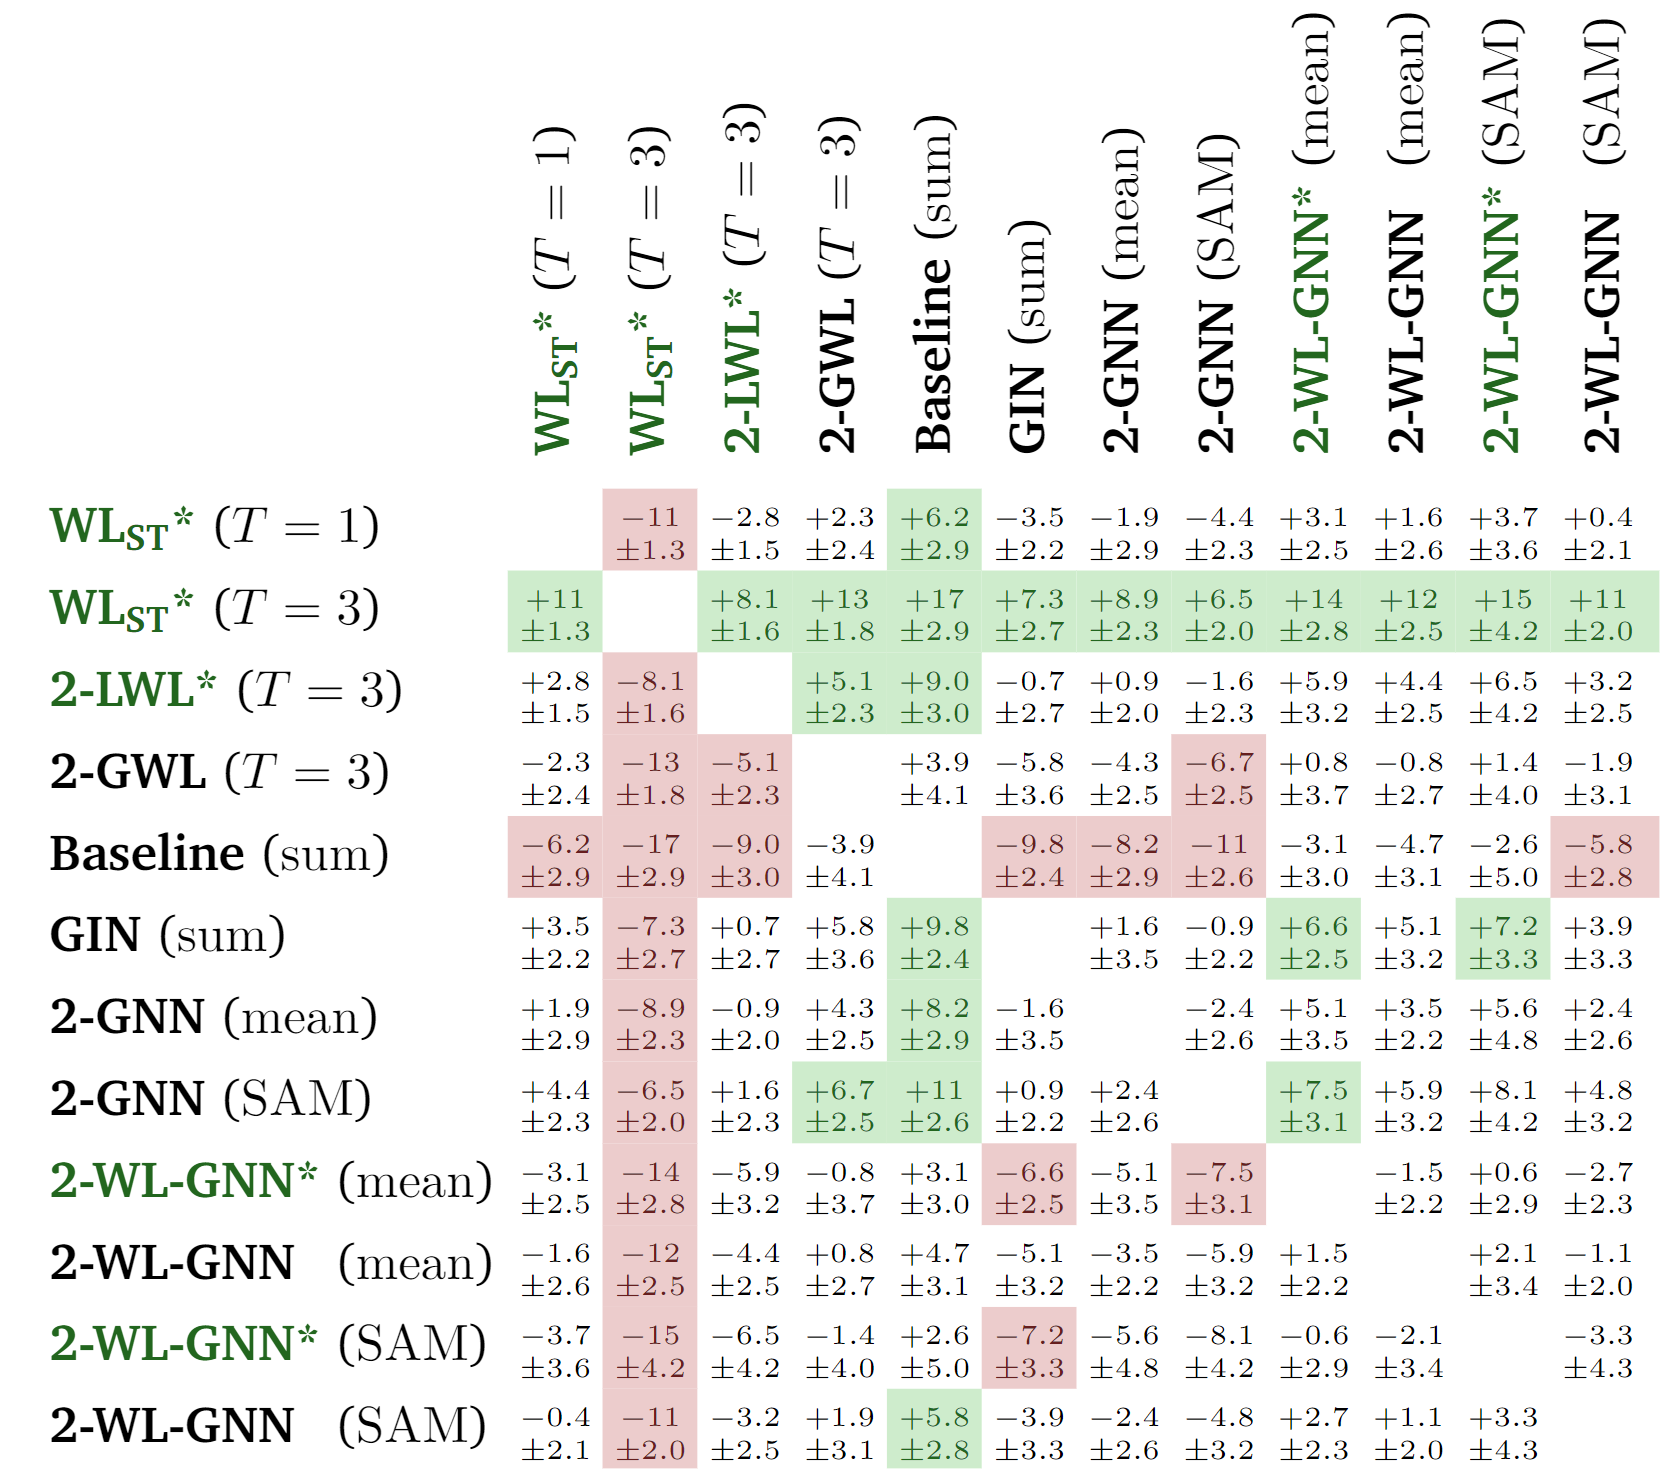 WL_ST* (T = 1)
WL_ST* (T = 3)
2-LWL* (T = 3)
2-GWL (T = 3)
Baseline (sum)
GIN (sum)
2-GNN (mean)
2-GNN (SAM)
2-WL-GNN* (mean)
2-WL-GNN (mean)
2-WL-GNN* (SAM)
2-WL-GNN (SAM)
WL_ST* (T = 1)
−11 −2.8 +2.3 +6.2 −3.5 −1.9 −4.4 +3.1 +1.6 +3.7 +0.4
±1.3 ±1.5 ±2.4 ±2.9 ±2.2 ±2.9 ±2.3 ±2.5 ±2.6 ±3.6 ±2.1
WL_ST* (T = 3)
+11 +8.1 +13 +17 +7.3 +8.9 +6.5 +14 +12 +15 +11
±1.3 ±1.6 ±1.8 ±2.9 ±2.7 ±2.3 ±2.0 ±2.8 ±2.5 ±4.2 ±2.0
2-LWL* (T = 3)
+2.8 −8.1 +5.1 +9.0 −0.7 +0.9 −1.6 +5.9 +4.4 +6.5 +3.2
±1.5 ±1.6 ±2.3 ±3.0 ±2.7 ±2.0 ±2.3 ±3.2 ±2.5 ±4.2 ±2.5
2-GWL (T = 3)
−2.3 −13 −5.1 +3.9 −5.8 −4.3 −6.7 +0.8 −0.8 +1.4 −1.9
±2.4 ±1.8 ±2.3 ±4.1 ±3.6 ±2.5 ±2.5 ±3.7 ±2.7 ±4.0 ±3.1
Baseline (sum)
−6.2 −17 −9.0 −3.9 −9.8 −8.2 −11 −3.1 −4.7 −2.6 −5.8
±2.9 ±2.9 ±3.0 ±4.1 ±2.4 ±2.9 ±2.6 ±3.0 ±3.1 ±5.0 ±2.8
GIN (sum)
+3.5 −7.3 +0.7 +5.8 +9.8 +1.6 −0.9 +6.6 +5.1 +7.2 +3.9
±2.2 ±2.7 ±2.7 ±3.6 ±2.4 ±3.5 ±2.2 ±2.5 ±3.2 ±3.3 ±3.3
2-GNN (mean)
+1.9 −8.9 −0.9 +4.3 +8.2 −1.6 −2.4 +5.1 +3.5 +5.6 +2.4
±2.9 ±2.3 ±2.0 ±2.5 ±2.9 ±3.5 ±2.6 ±3.5 ±2.2 ±4.8 ±2.6
2-GNN (SAM)
+4.4 −6.5 +1.6 +6.7 +11 +0.9 +2.4 +7.5 +5.9 +8.1 +4.8
±2.3 ±2.0 ±2.3 ±2.5 ±2.6 ±2.2 ±2.6 ±3.1 ±3.2 ±4.2 ±3.2
2-WL-GNN* (mean)
−3.1 −14 −5.9 −0.8 +3.1 −6.6 −5.1 −7.5 −1.5 +0.6 −2.7
±2.5 ±2.8 ±3.2 ±3.7 ±3.0 ±2.5 ±3.5 ±3.1 ±2.2 ±2.9 ±2.3
2-WL-GNN (mean)
−1.6 −12 −4.4 +0.8 +4.7 −5.1 −3.5 −5.9 +1.5 +2.1 −1.1
±2.6 ±2.5 ±2.5 ±2.7 ±3.1 ±3.2 ±2.2 ±3.2 ±2.2 ±3.4 ±2.0
2-WL-GNN* (SAM)
−3.7 −15 −6.5 −1.4 +2.6 −7.2 −5.6 −8.1 −0.6 −2.1 −3.3
±3.6 ±4.2 ±4.2 ±4.0 ±5.0 ±3.3 ±4.8 ±4.2 ±2.9 ±3.4 ±4.3
2-WL-GNN (SAM)
−0.4 −11 −3.2 +1.9 +5.8 −3.9 −2.4 −4.8 +2.7 +1.1 +3.3
±2.1 ±2.0 ±2.5 ±3.1 ±2.8 ±3.3 ±2.6 ±3.2 ±2.3 ±2.0 ±4.3